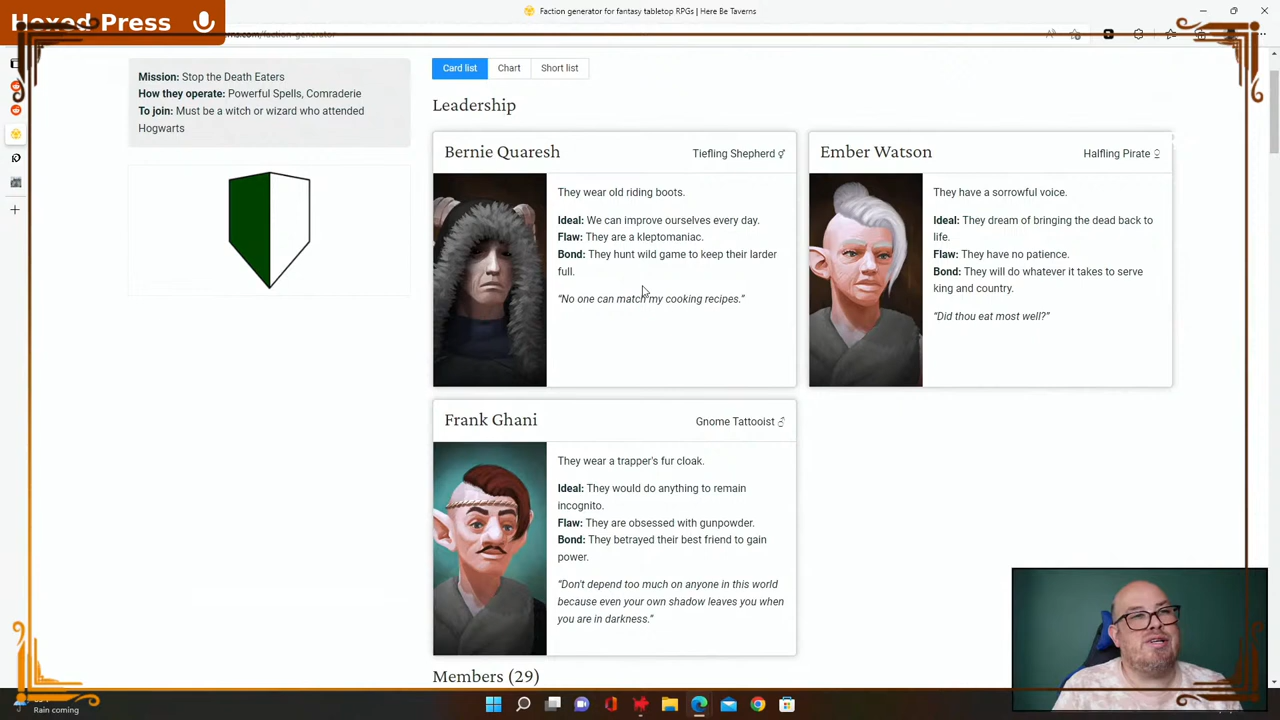 Faction generator for fantasy tabletop RPGs | Here Be Taverns
Hexed Press
Mission: Stop the Death Eaters
How they operate: Powerful Spells, Comraderie
To join: Must be a witch or wizard who attended
Hogwarts
Card list
Chart
Short list
Leadership
Bernie Quaresh
Tiefling Shepherd
They wear old riding boots.
Ideal: We can improve ourselves every day.
Flaw: They are a kleptomaniac.
Bond: They hunt wild game to keep their larder
full.
“No one can match my cooking recipes.”
Ember Watson
Halfling Pirate
They have a sorrowful voice.
Ideal: They dream of bringing the dead back to
life.
Flaw: They have no patience.
Bond: They will do whatever it takes to serve
king and country.
“Did thou eat most well?”
Frank Ghani
Gnome Tattooist
They wear a trapper's fur cloak.
Ideal: They would do anything to remain
incognito.
Flaw: They are obsessed with gunpowder.
Bond: They betrayed their best friend to gain
power.
“Don't depend too much on anyone in this world
because even your own shadow leaves you when
you are in darkness.”
Members (29)
Rain coming